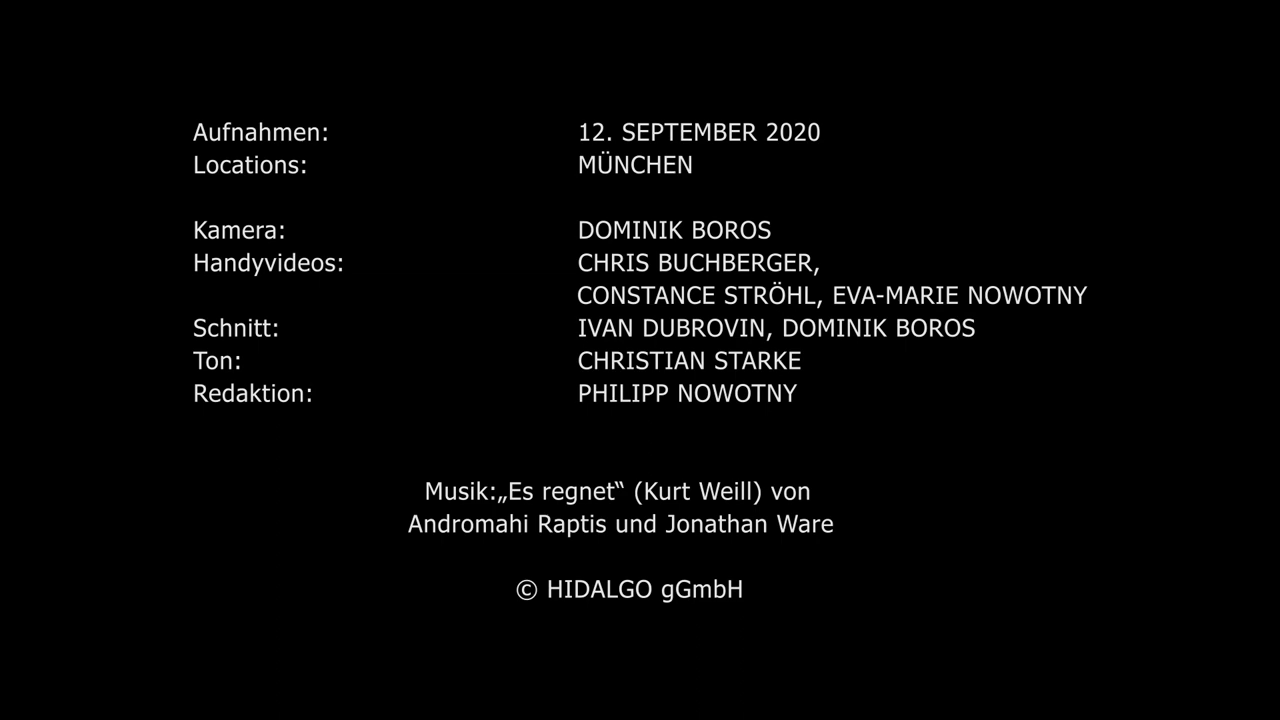 Aufnahmen: 12. SEPTEMBER 2020
Locations: MÜNCHEN
Kamera: DOMINIK BOROS
Handyvideos: CHRIS BUCHBERGER,
CONSTANCE STRÖHL, EVA-MARIE NOWOTNY
Schnitt: IVAN DUBROVIN, DOMINIK BOROS
Ton: CHRISTIAN STARKE
Redaktion: PHILIPP NOWOTNY
Musik:„Es regnet“ (Kurt Weill) von
Andromahi Raptis und Jonathan Ware
© HIDALGO gGmbH